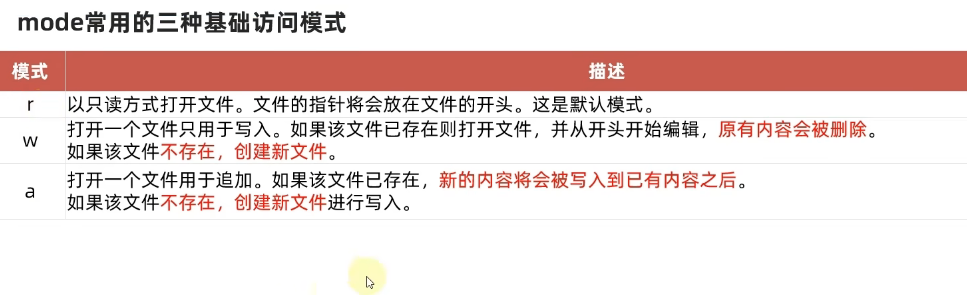 mode常用的三种基础访问模式
模式 描述
r 以只读方式打开文件。文件的指针将会放在文件的开头。这是默认模式。
w 打开一个文件只用于写入。如果该文件已存在则打开文件，并从开头开始编辑，原有内容会被删除。
如果该文件不存在，创建新文件。
a 打开一个文件用于追加。如果该文件已存在，新的内容将会被写入到已有内容之后。
如果该文件不存在，创建新文件进行写入。